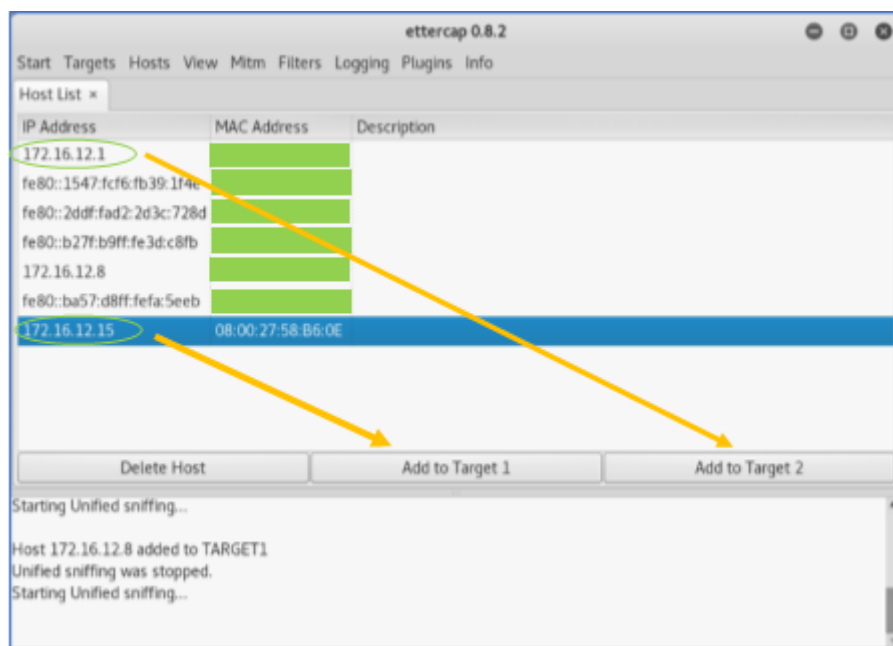 ettercap 0.8.2
Start Targets Hosts View Mitm Filters Logging Plugins Info
Host List ×
IP Address MAC Address Description
172.16.12.1
fe80::1547:fcf6:fb39:1f4e
fe80::2ddf:fad2:2d3c:728d
fe80::b27f:b9ff:fe3d:c8fb
172.16.12.8
fe80::ba57:d8ff:fefa:5eeb
172.16.12.15 08:00:27:58:B6:0E
Delete Host Add to Target 1 Add to Target 2
Starting Unified sniffing...
Host 172.16.12.8 added to TARGET1
Unified sniffing was stopped.
Starting Unified sniffing...